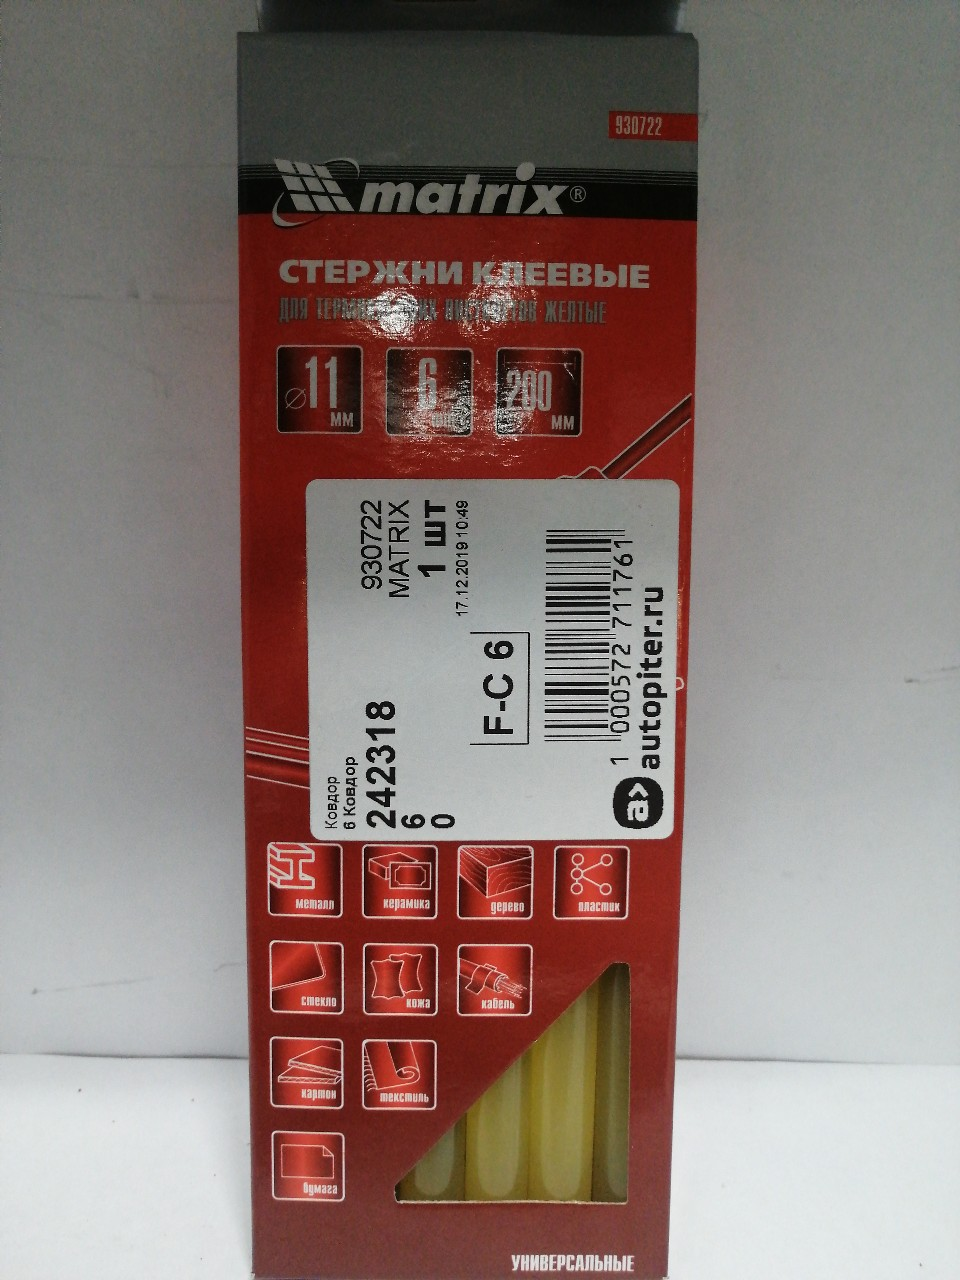 930722
matrix®
СТЕРЖНИ КЛЕЕВЫЕ
ДЛЯ ЖЕЛТЫЕ
⌀11 ММ
6
200 ММ
930722
MATRIX
1 шт
17.12.2019 10:49
Ковдор
6 Ковдор
242318
6
0
F-C 6
1 000572 711761
a> autopiter.ru
металл
керамика
дерево
пластик
стекло
кожа
кабель
картон
текстиль
бумага
УНИВЕРСАЛЬНЫЕ